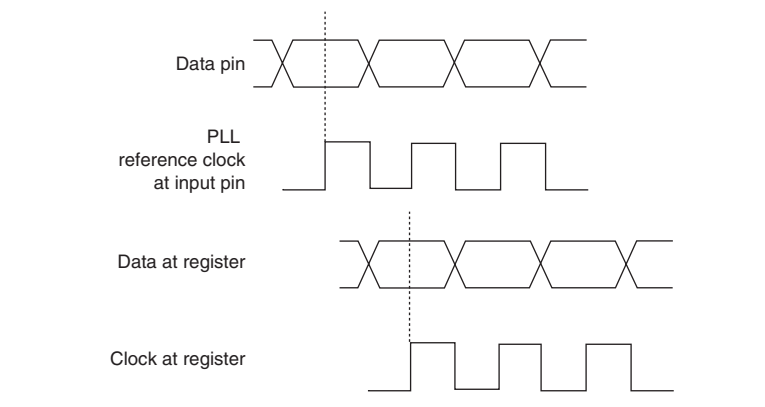 Data pin
PLL
reference clock
at input pin
Data at register
Clock at register